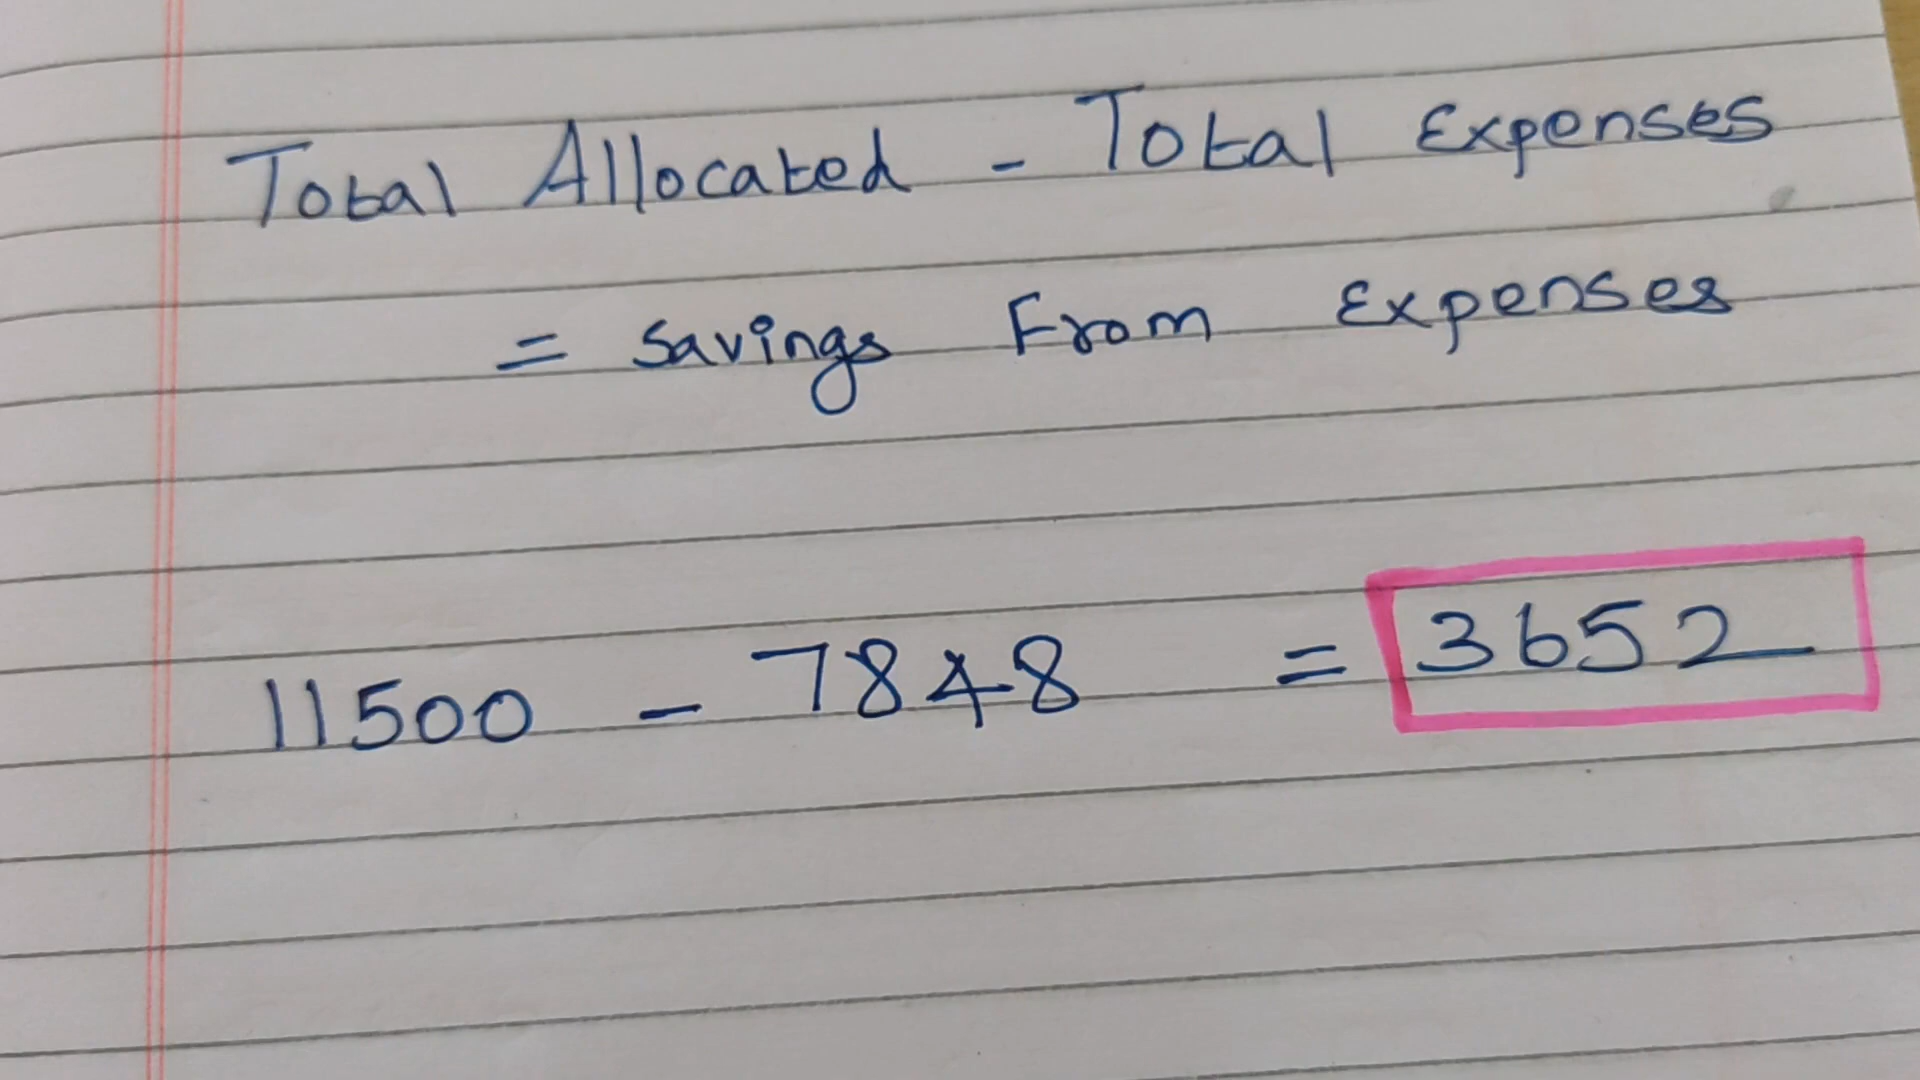 Total Allocated - Total Expenses
= Savings From Expenses
11500 - 7848 = 3652